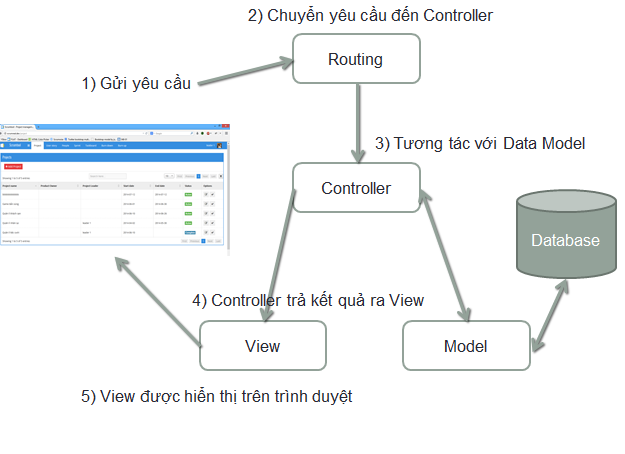 2) Chuyển yêu cầu đến Controller
Routing
1) Gửi yêu cầu
3) Tương tác với Data Model
Controller
Database
4) Controller trả kết quả ra View
View
Model
5) View được hiển thị trên trình duyệt